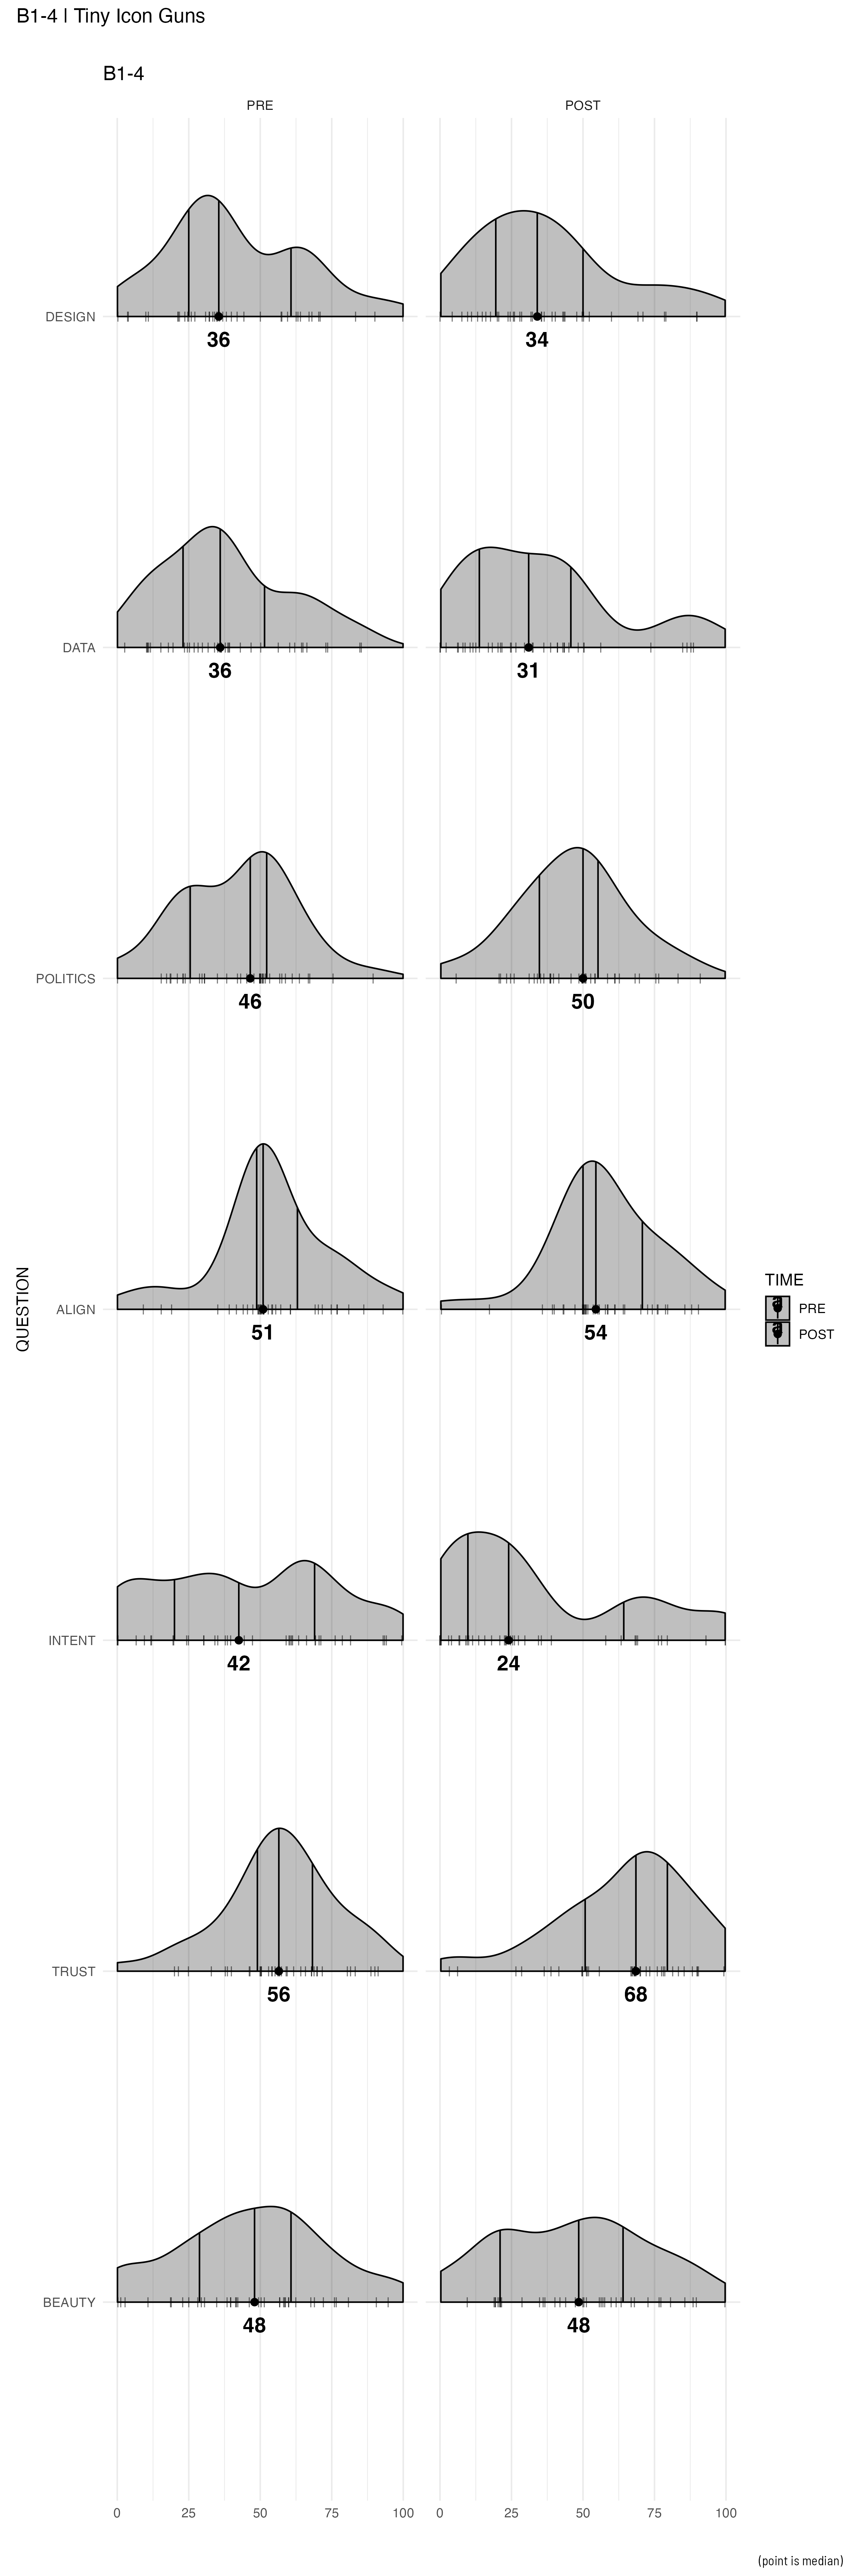 B1-4 | Tiny Icon Guns
B1-4
PRE
POST
DESIGN
36
34
DATA
36
31
POLITICS
46
50
ALIGN
51
54
QUESTION
TIME
PRE
POST
INTENT
42
24
TRUST
56
68
BEAUTY
48
48
0 25 50 75 100
0 25 50 75 100
(point is median)